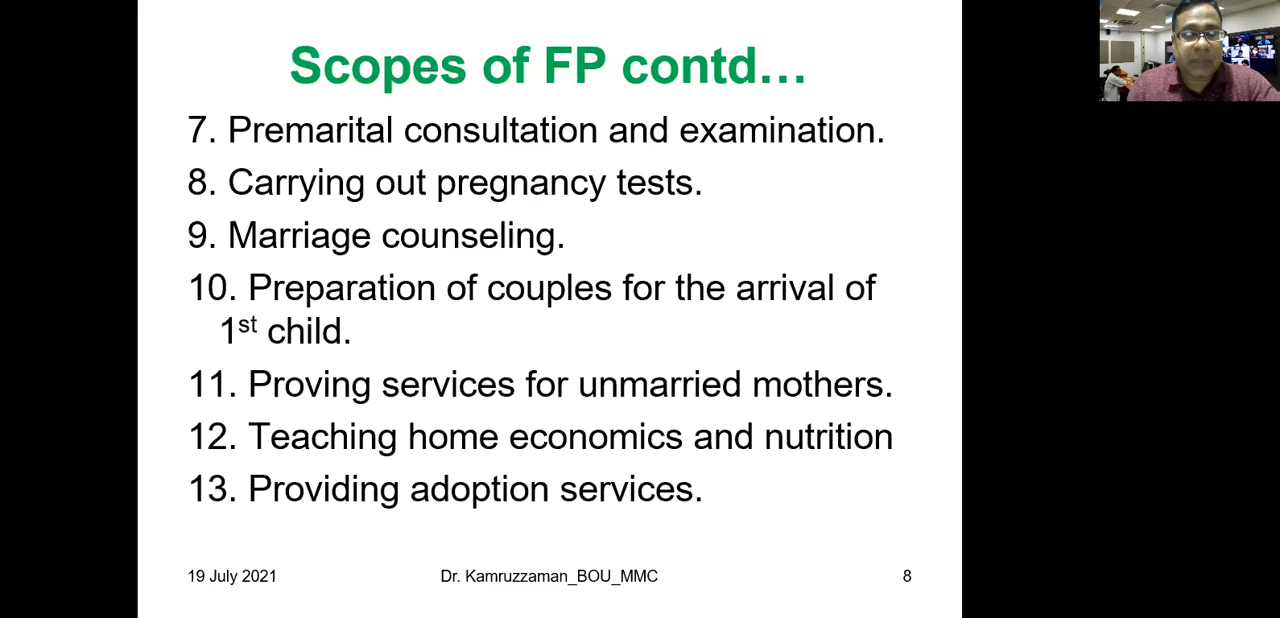 Scopes of FP contd…
7. Premarital consultation and examination.
8. Carrying out pregnancy tests.
9. Marriage counseling.
10. Preparation of couples for the arrival of
1st child.
11. Proving services for unmarried mothers.
12. Teaching home economics and nutrition
13. Providing adoption services.
19 July 2021 Dr. Kamruzzaman_BOU_MMC 8